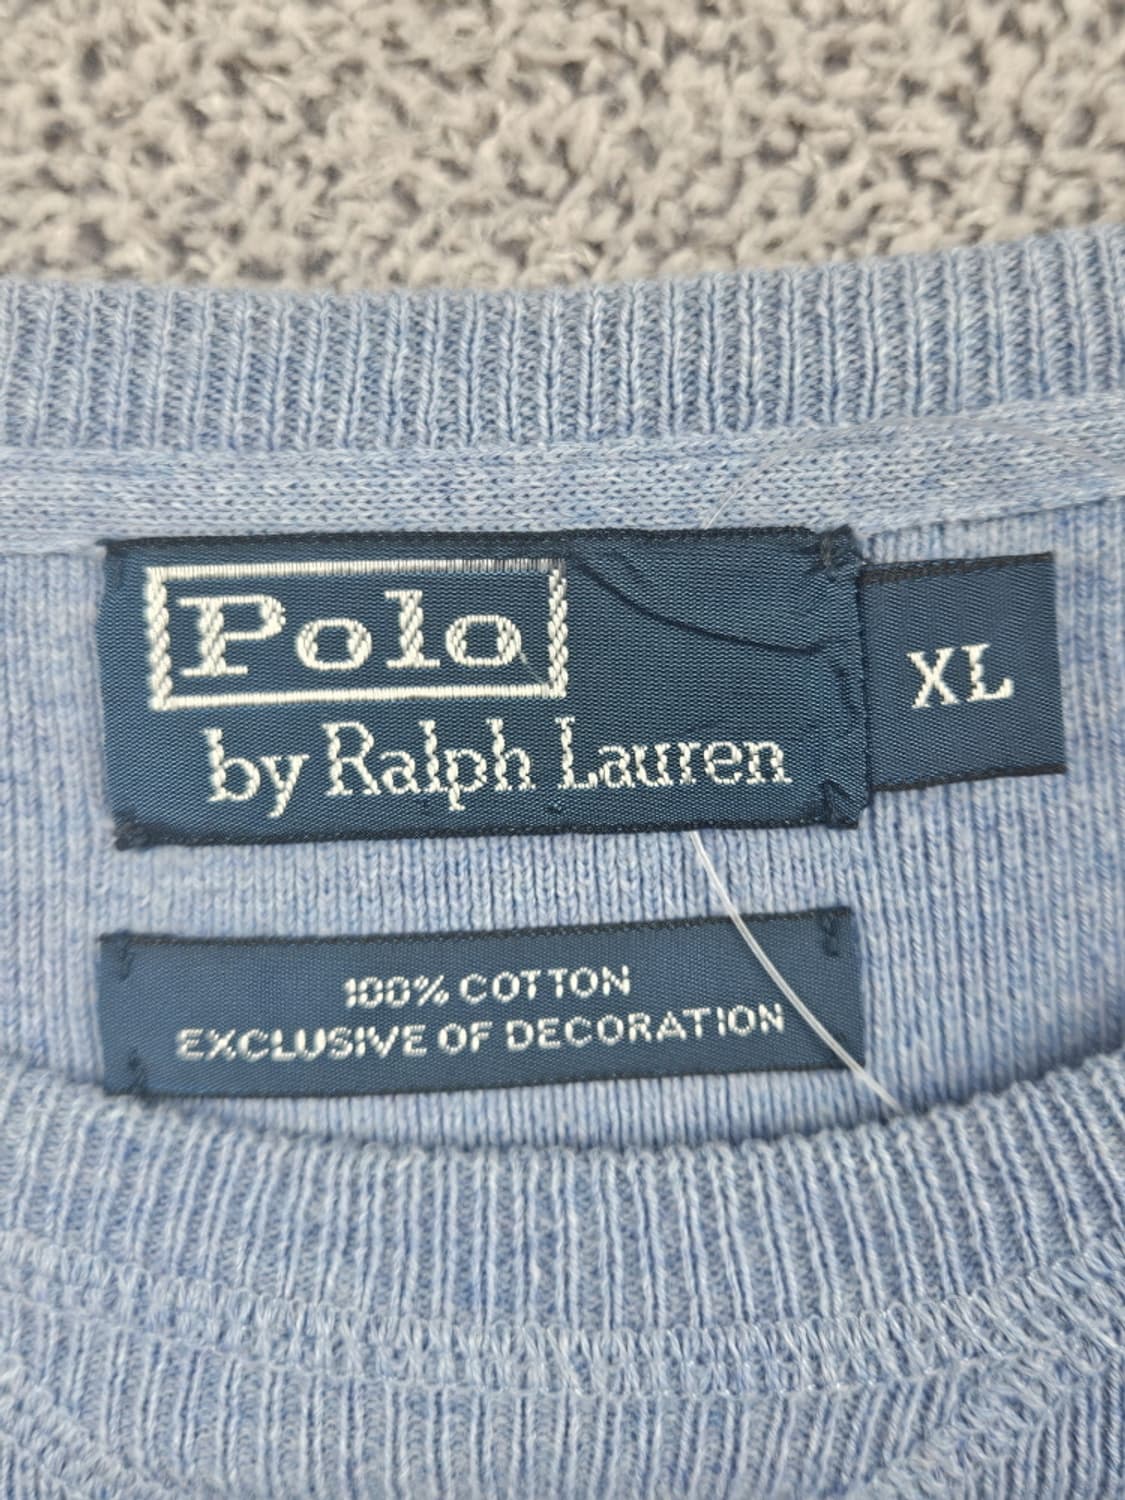 Polo
by Ralph Lauren
XL
100% COTTON
EXCLUSIVE OF DECORATION